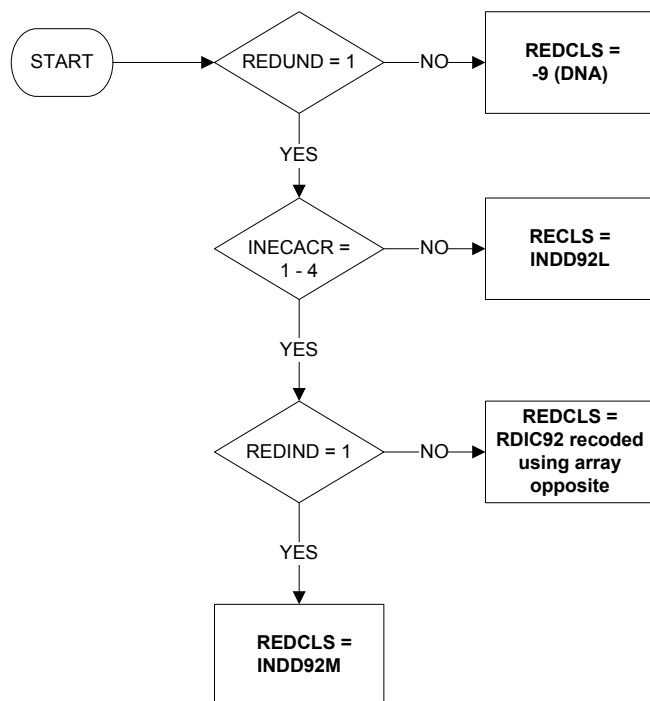 START
REDUND = 1
NO
REDCLS =
-9 (DNA)
YES
INECACR =
1 - 4
NO
RECLS =
INDD92L
YES
REDIND = 1
NO
REDCLS =
RDIC92 recoded
using array
opposite
YES
REDCLS =
INDD92M